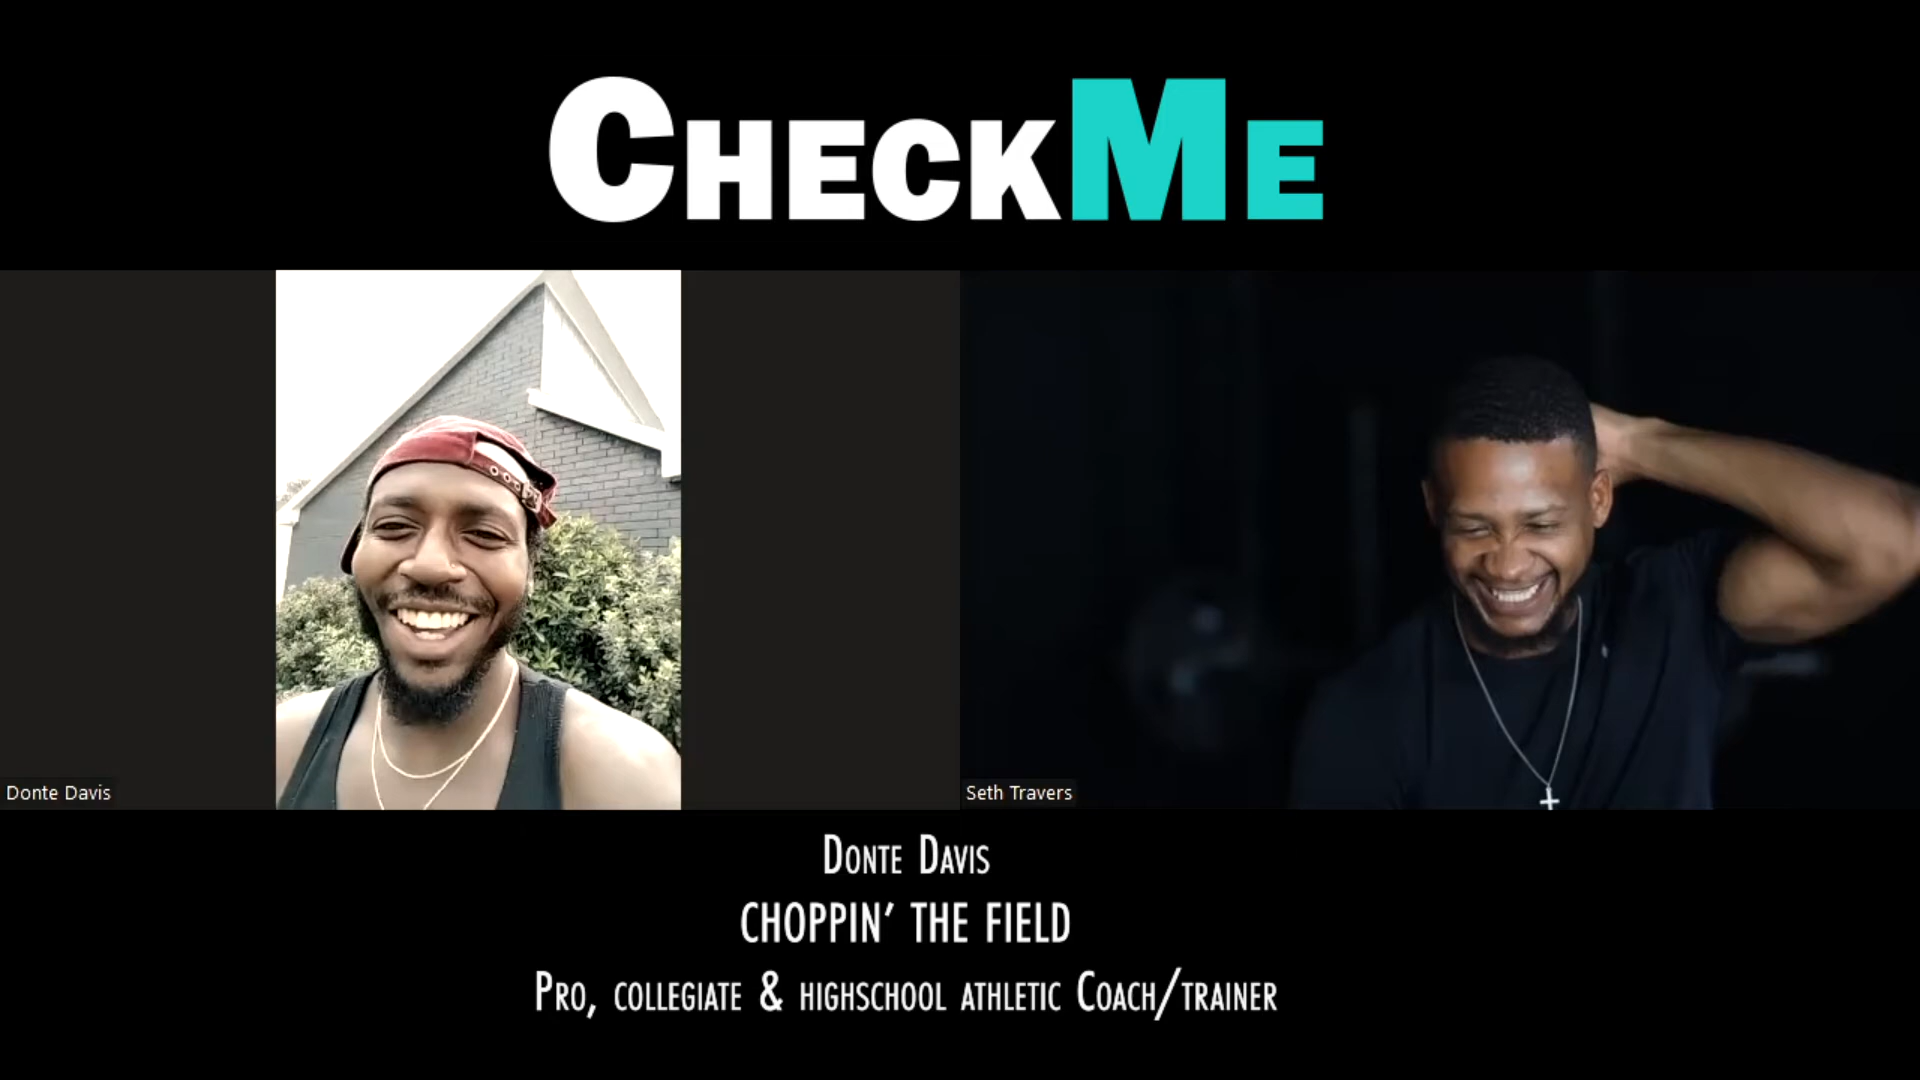 CHECKME
Donte Davis
Seth Travers
DONTE DAVIS
CHOPPIN' THE FIELD
PRO, COLLEGIATE & HIGHSCHOOL ATHLETIC COACH/TRAINER